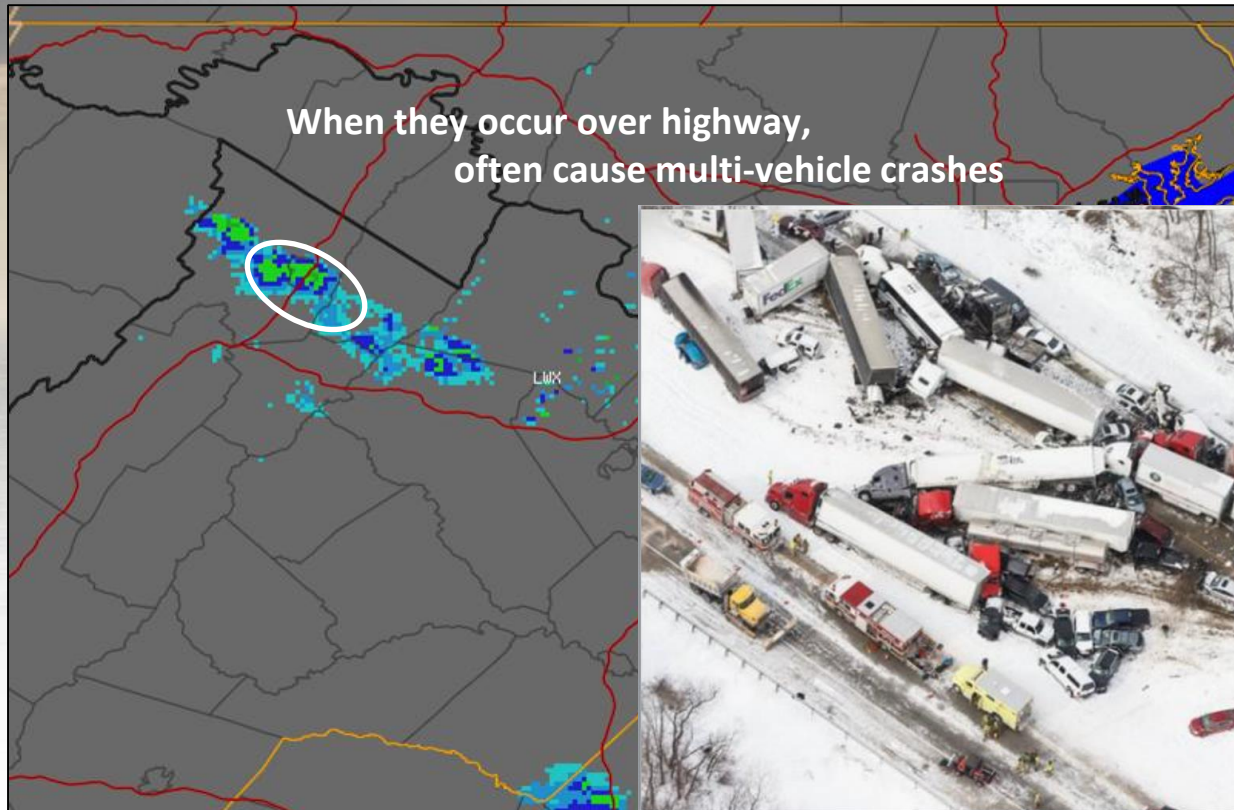 When they occur over highway,
often cause multi-vehicle crashes
LWX
FedEx